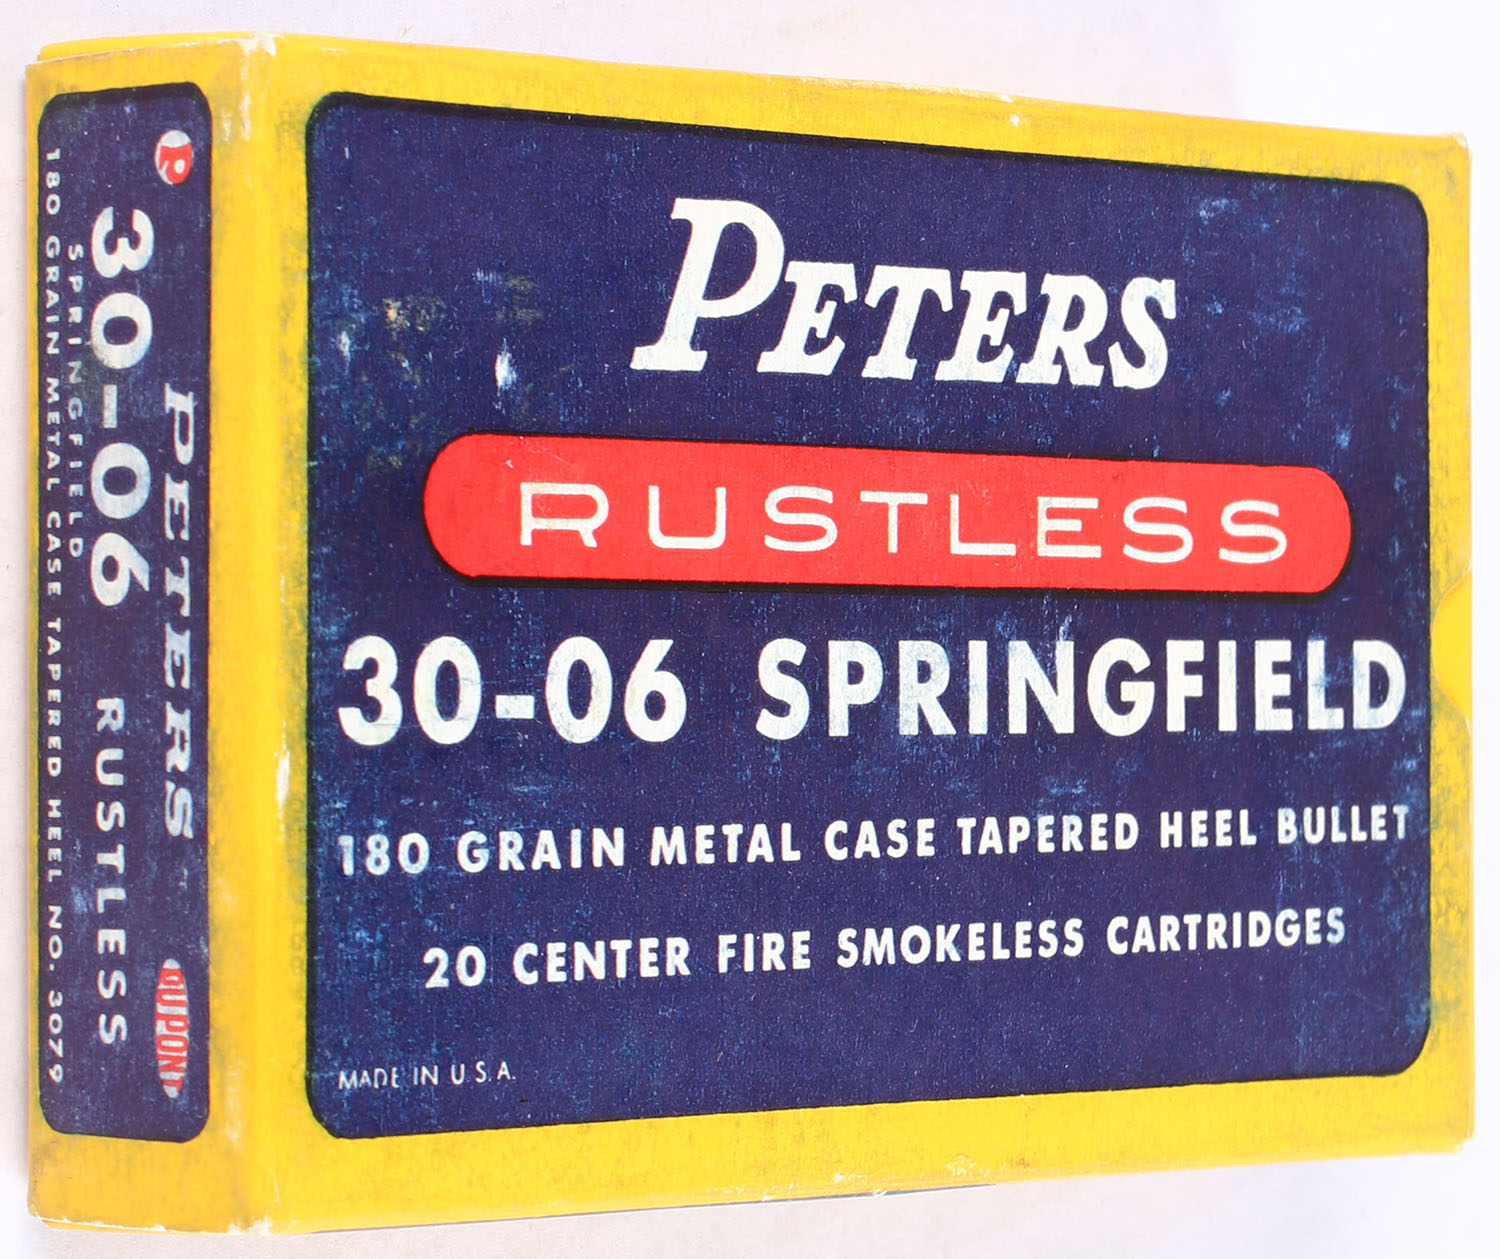 PETERS
RUSTLESS
30-06 SPRINGFIELD
180 GRAIN METAL CASE TAPERED HEEL BULLET
20 CENTER FIRE SMOKELESS CARTRIDGES
MADE IN U.S.A.
P PETERS DUPONT
30-06 RUSTLESS
SPRINGFIELD
180 GRAIN METAL CASE TAPERED HEEL NO. 3079